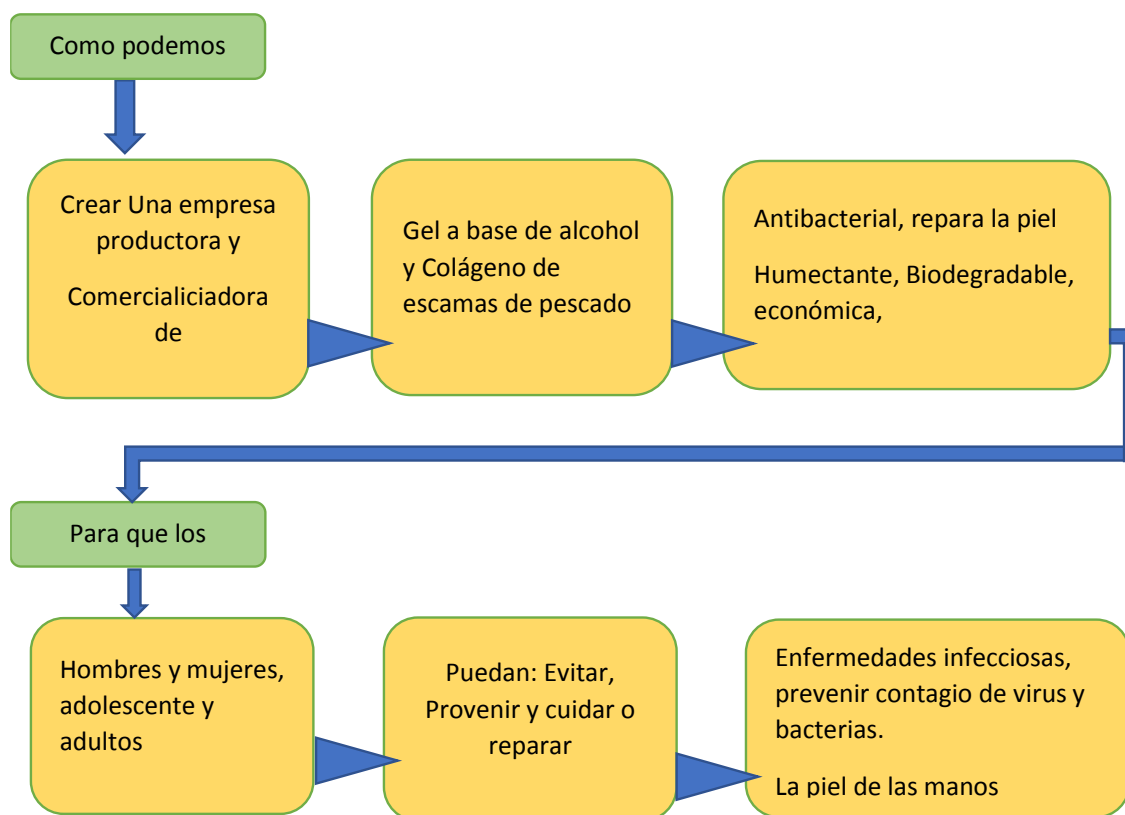 Como podemos
Crear Una empresa
productora y
Comercialiciadora
de
Gel a base de alcohol
y Colágeno de
escamas de pescado
Antibacterial, repara la piel
Humectante, Biodegradable,
económica,
Para que los
Hombres y mujeres,
adolescente y
adultos
Puedan: Evitar,
Provenir y cuidar o
reparar
Enfermedades infecciosas,
prevenir contagio de virus y
bacterias.
La piel de las manos